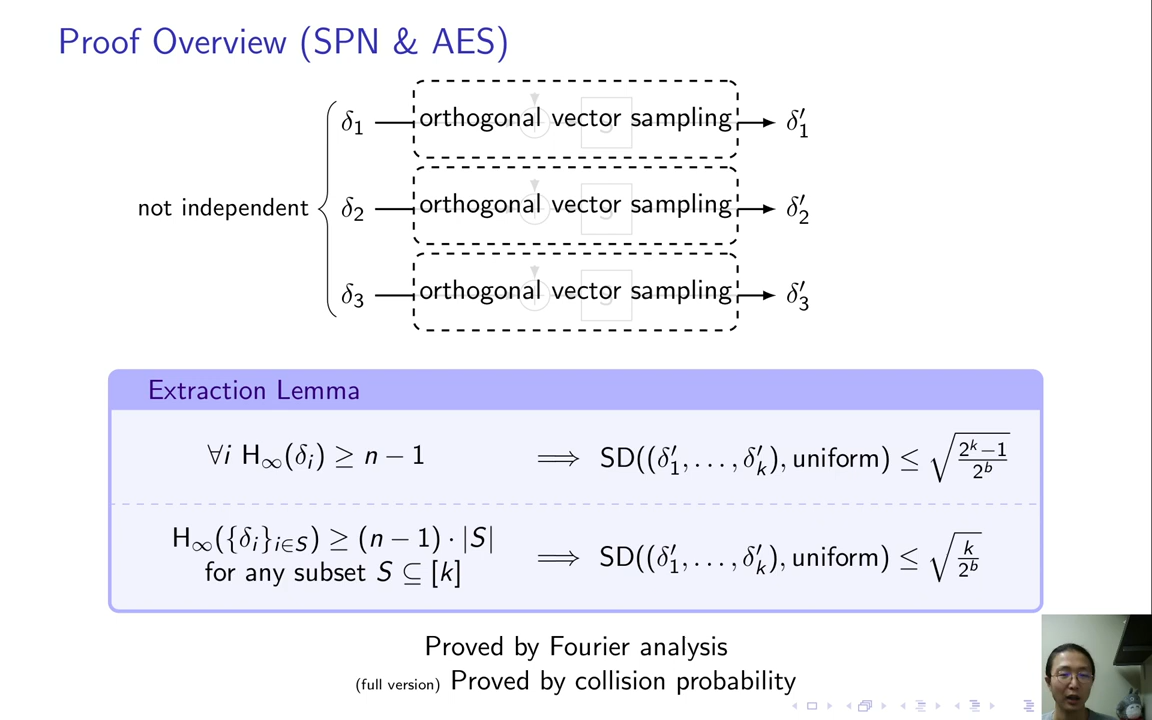 Proof Overview (SPN & AES)
δ₁ orthogonal vector sampling δ′₁
not independent δ₂ orthogonal vector sampling δ′₂
δ₃ orthogonal vector sampling δ′₃
Extraction Lemma
∀i H∞(δᵢ) ≥ n − 1 ⟹ SD((δ′₁, . . . , δ′ₖ), uniform) ≤ √((2ᵏ−1)/(2ᵇ))
H∞({δᵢ}ᵢ∈S) ≥ (n − 1) · |S|
for any subset S ⊆ [k] ⟹ SD((δ′₁, . . . , δ′ₖ), uniform) ≤ √(k/(2ᵇ))
Proved by Fourier analysis
(full version) Proved by collision probability